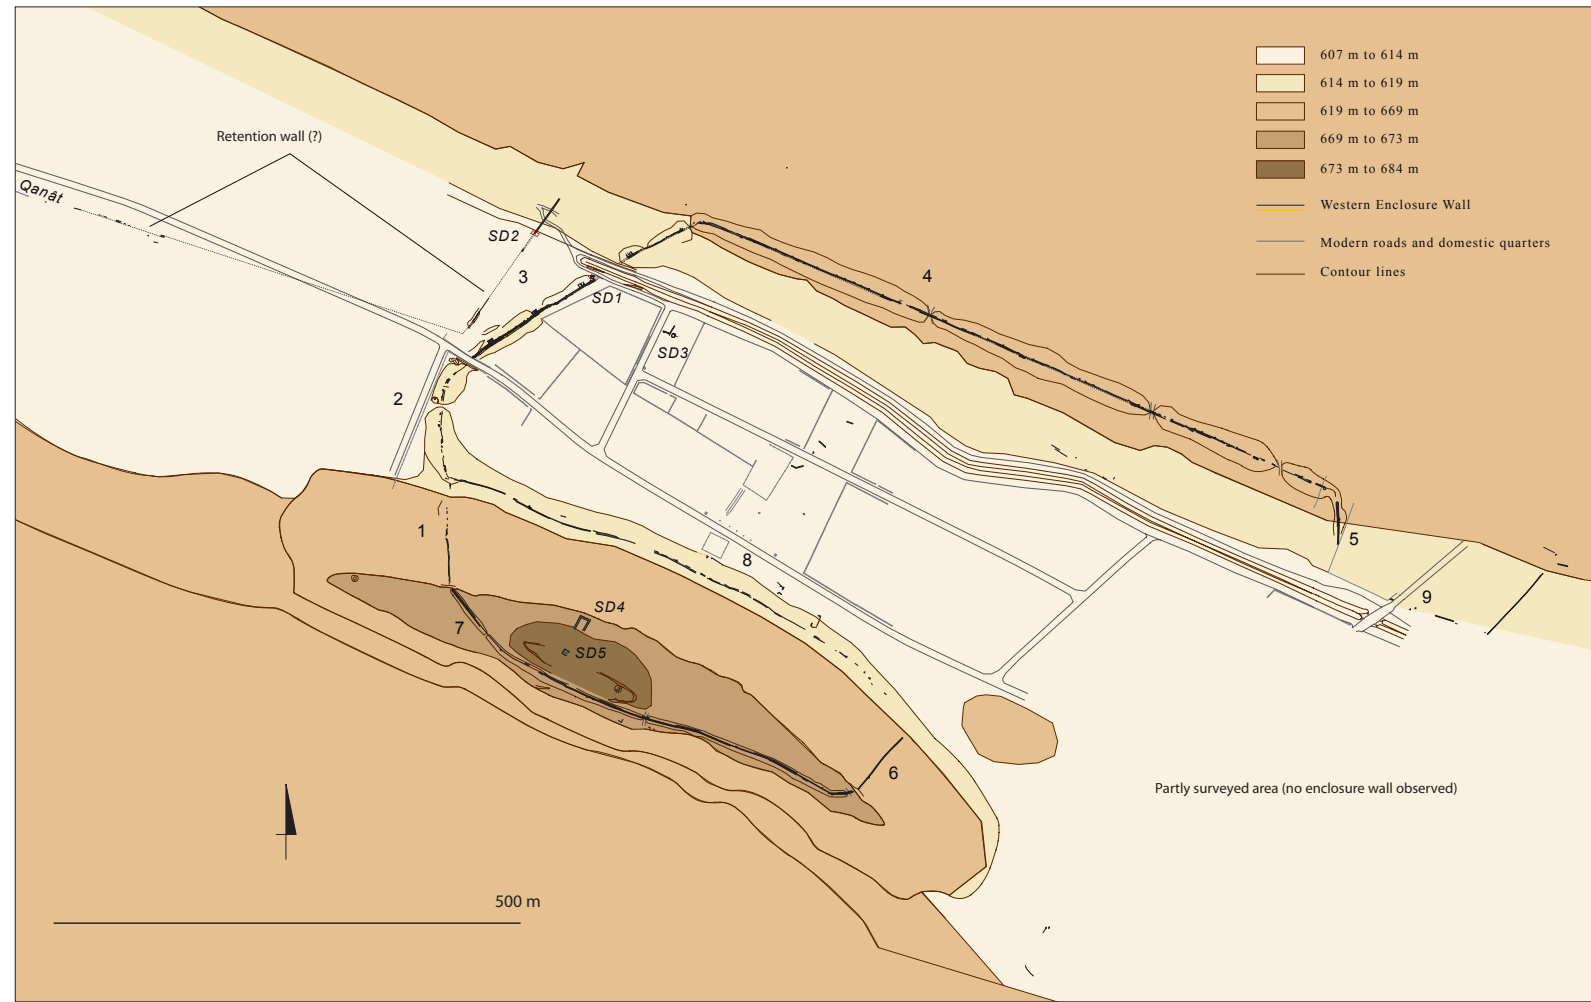 607 m to 614 m
614 m to 619 m
619 m to 669 m
669 m to 673 m
673 m to 684 m
Western Enclosure Wall
Modern roads and domestic quarters
Contour lines
Retention wall (?)
Qanât
SD2
3
4
SD1
SD3
2
1
5
8
9
SD4
7
SD5
6
Partly surveyed area (no enclosure wall observed)
500 m